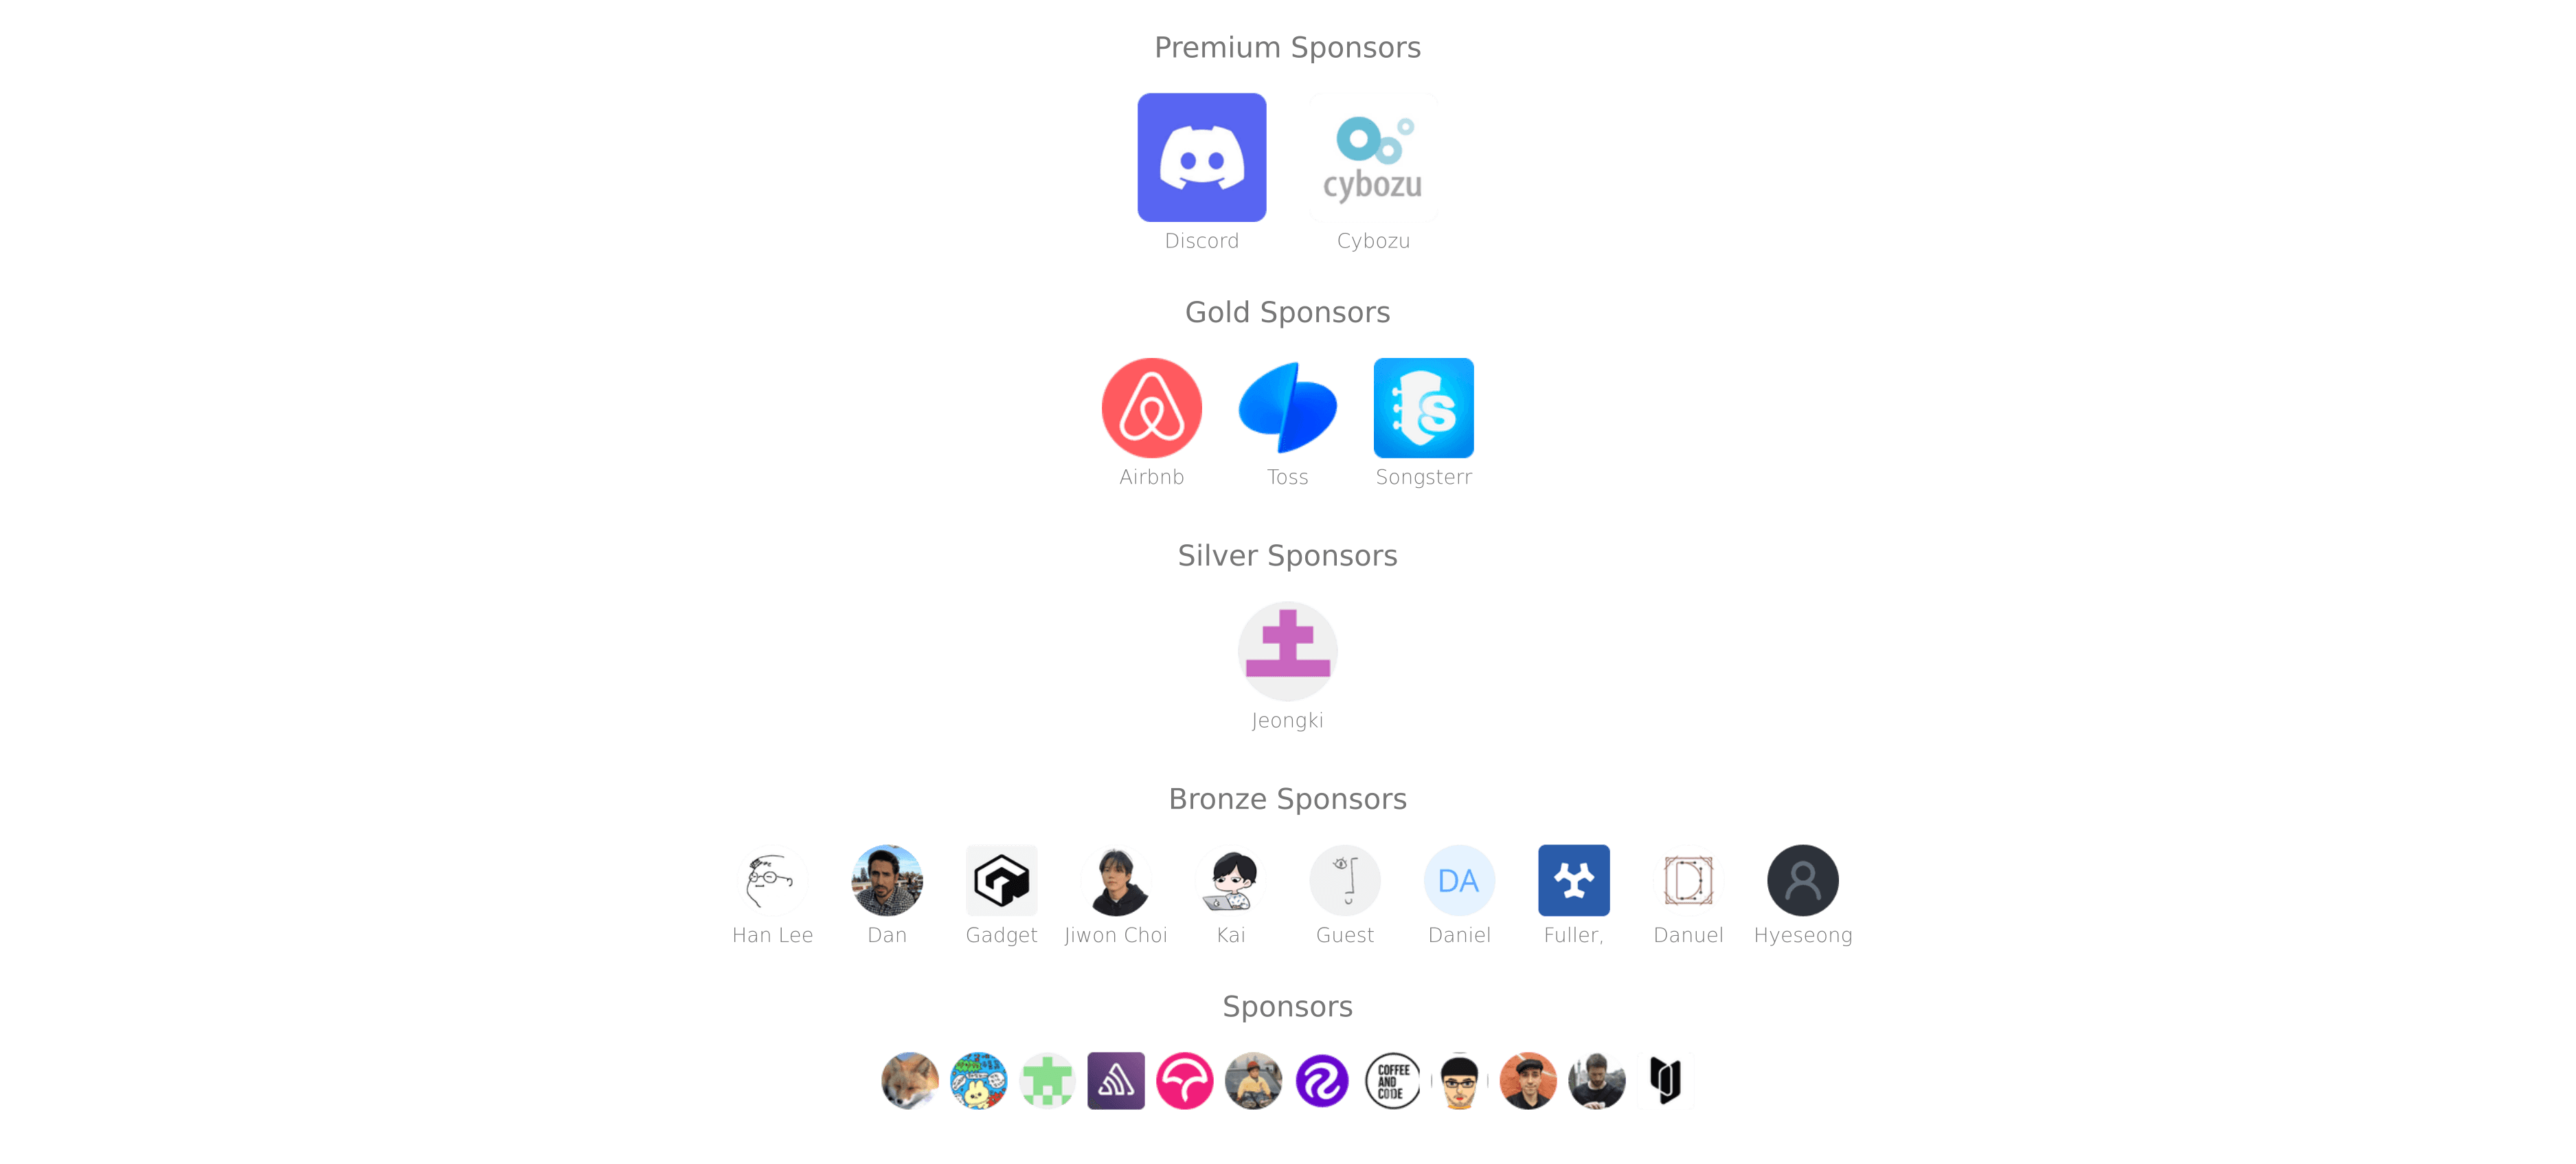 Premium Sponsors
cybozu
Discord Cybozu
Gold Sponsors
S
Airbnb Toss Songsterr
Silver Sponsors
Jeongki
Bronze Sponsors
DA
Han Lee Dan Gadget Jiwon Choi Kai Guest Daniel Fuller, Danuel Hyeseong
Sponsors
COFFEE
AND
CODE